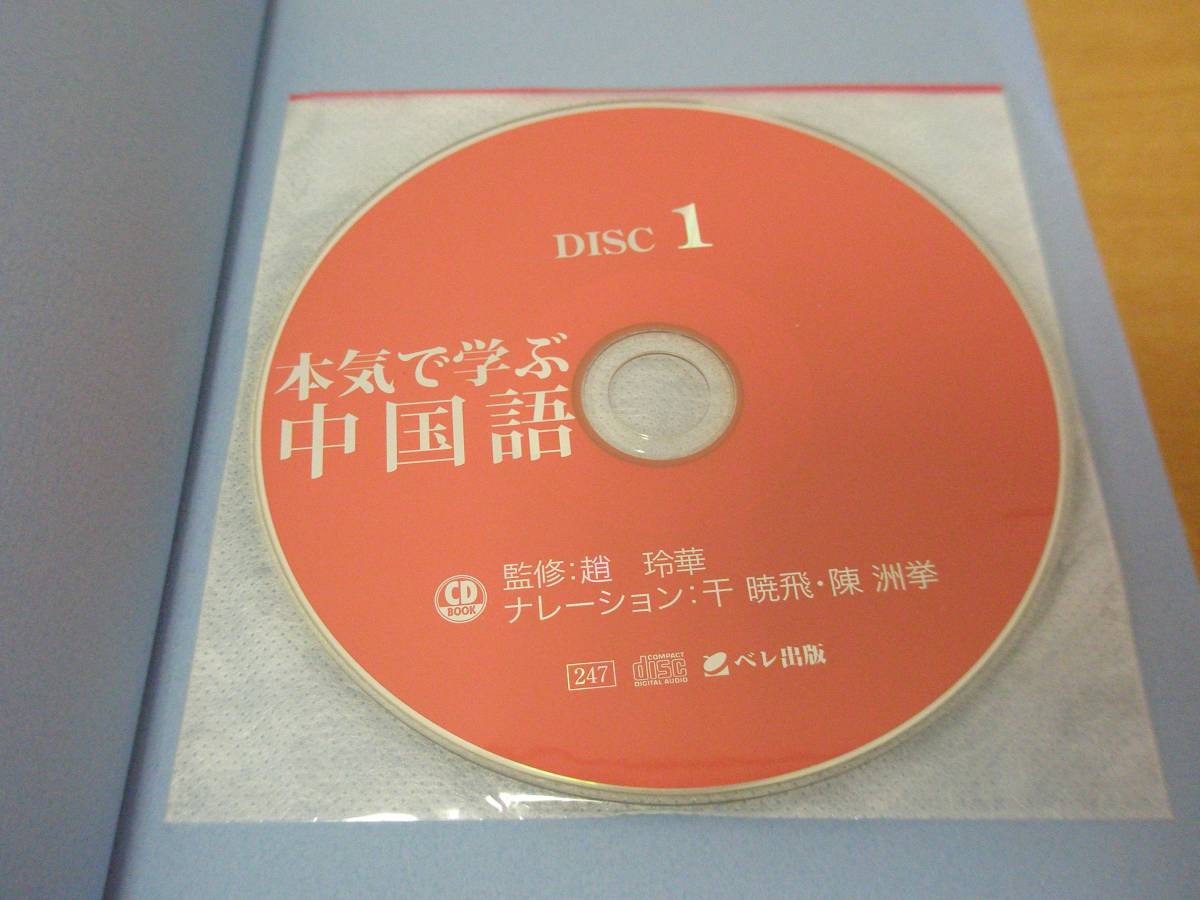 DISC 1
本気で学ぶ
中国語
監修：趙　玲華
ナレーション：干 暁飛・陳 洲挙
CD
BOOK
247
COMPACT
disc
DIGITAL AUDIO
ベレ出版